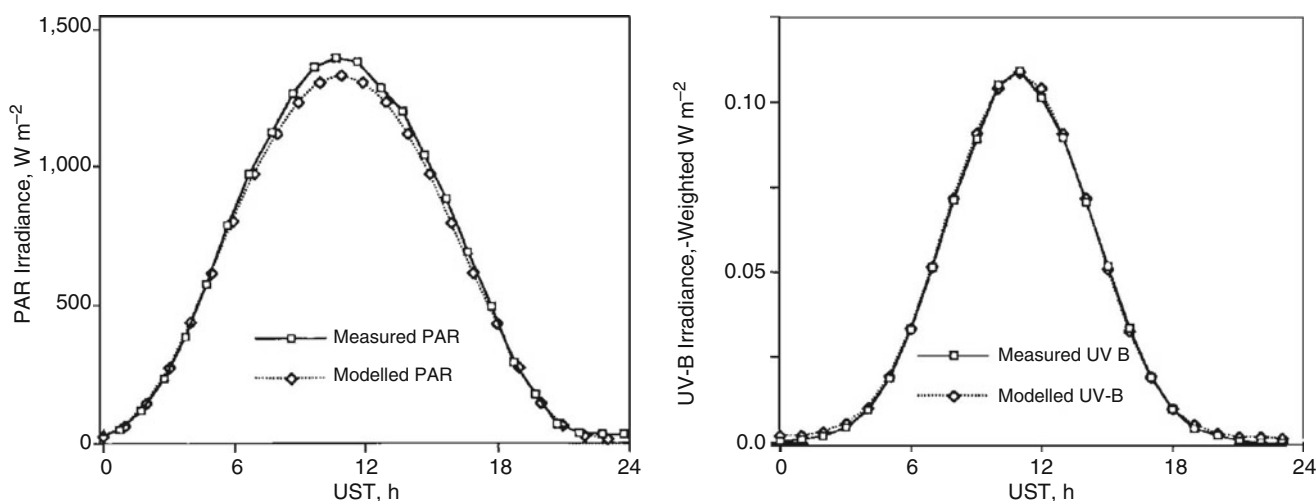 PAR Irradiance, W m⁻²
1,500
1,000
500
0
Measured PAR
Modelled PAR
0 6 12 18 24
UST, h
UV-B Irradiance,-Weighted W m⁻²
0.10
0.05
0.0
Measured UV B
Modelled UV-B
0 6 12 18 24
UST, h